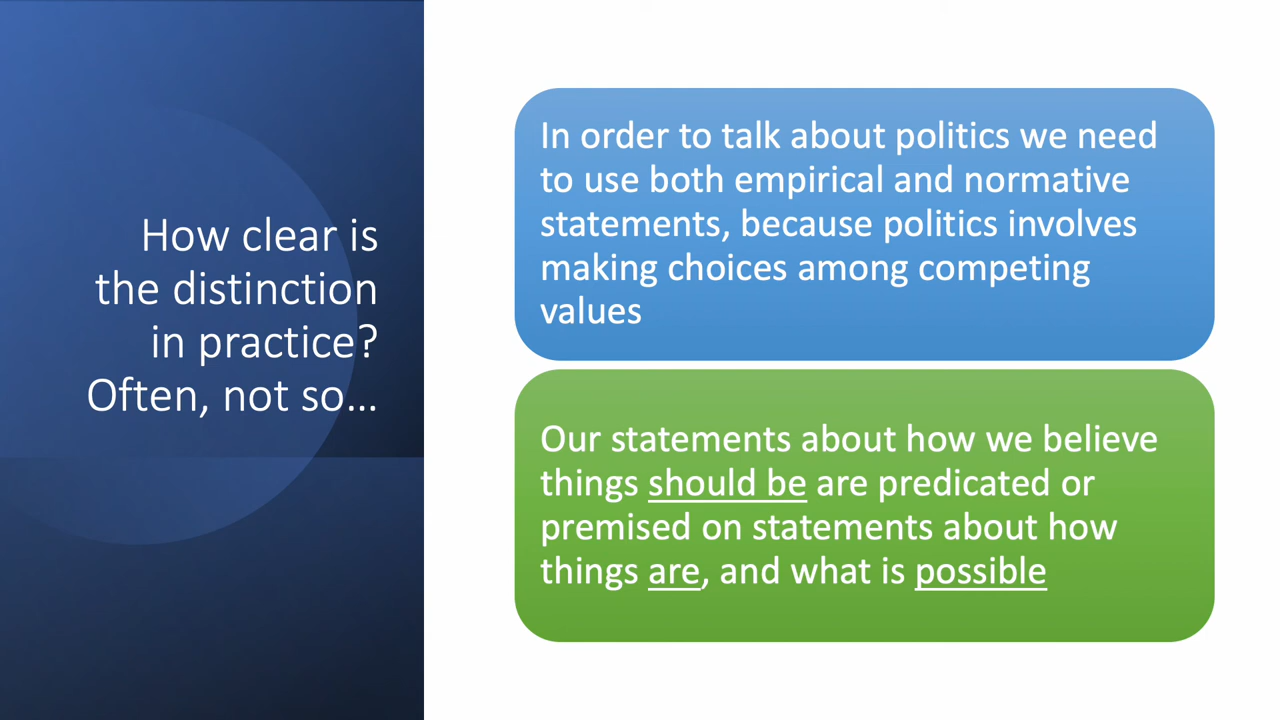 How clear is
the distinction
in practice?
Often, not so…
In order to talk about politics we need
to use both empirical and normative
statements, because politics involves
making choices among competing
values
Our statements about how we believe
things should be are predicated or
premised on statements about how
things are, and what is possible